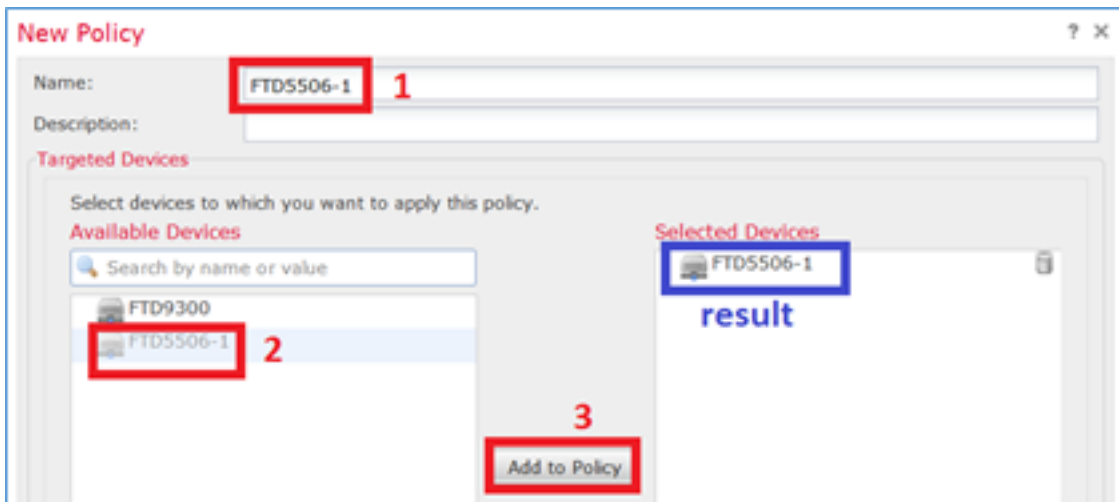 New Policy ? ×
Name: FTD5506-1 1
Description:
Targeted Devices
Select devices to which you want to apply this policy.
Available Devices
Search by name or value
FTD9300
FTD5506-1 2
3
Add to Policy
Selected Devices
FTD5506-1
result